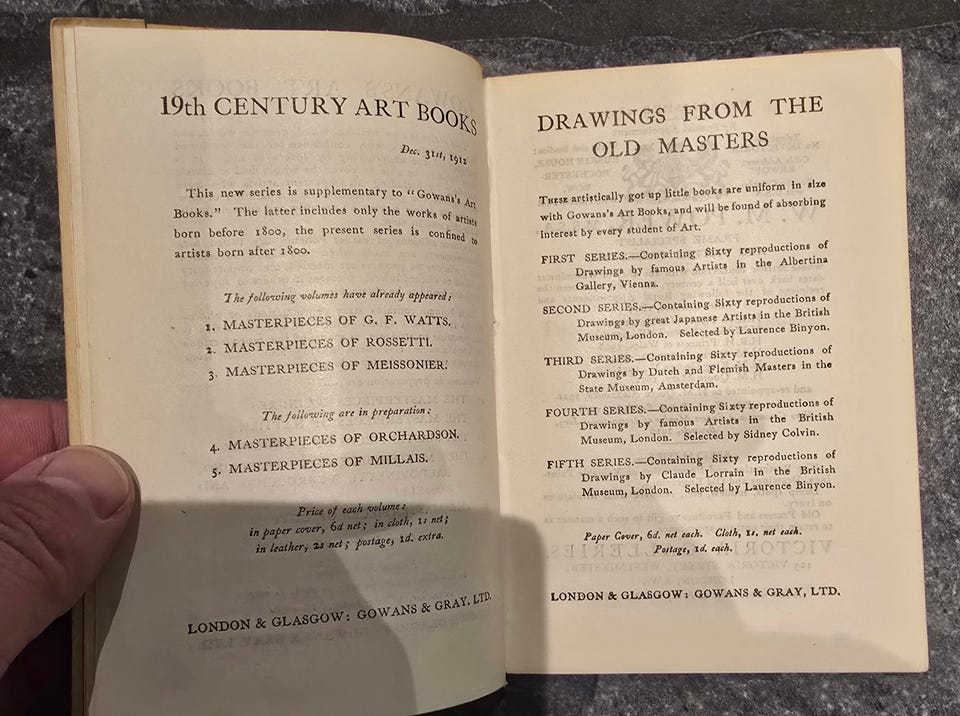 19th CENTURY ART BOOKS
Dec. 31st, 1912
This new series is supplementary to "Gowans's Art
Books." The latter includes only the works of artists
born before 1800, the present series is confined to
artists born after 1800.
The following volumes have already appeared:
1. MASTERPIECES OF G. F. WATTS.
2. MASTERPIECES OF ROSSETTI.
3. MASTERPIECES OF MEISSONIER.
The following are in preparation:
4. MASTERPIECES OF ORCHARDSON.
5. MASTERPIECES OF MILLAIS.
Price of each volume:
in paper cover, 6d net; in cloth, 1s net;
in leather, 2s net; postage, 1d. extra.
LONDON & GLASGOW: GOWANS & GRAY, LTD.
DRAWINGS FROM THE
OLD MASTERS
THESE artistically got up little books are uniform in size
with Gowans's Art Books, and will be found of absorbing
interest by every student of Art.
FIRST SERIES.—Containing Sixty reproductions of
Drawings by famous Artists in the Albertina
Gallery, Vienna.
SECOND SERIES.—Containing Sixty reproductions of
Drawings by great Japanese Artists in the British
Museum, London. Selected by Laurence Binyon.
THIRD SERIES.—Containing Sixty reproductions of
Drawings by Dutch and Flemish Masters in the
State Museum, Amsterdam.
FOURTH SERIES.—Containing Sixty reproductions of
Drawings by famous Artists in the British
Museum, London. Selected by Sidney Colvin.
FIFTH SERIES.—Containing Sixty reproductions of
Drawings by Claude Lorrain in the British
Museum, London. Selected by Laurence Binyon.
Paper Cover, 6d. net each. Cloth, 1s. net each.
Postage, 1d. each.
LONDON & GLASGOW: GOWANS & GRAY, LTD.